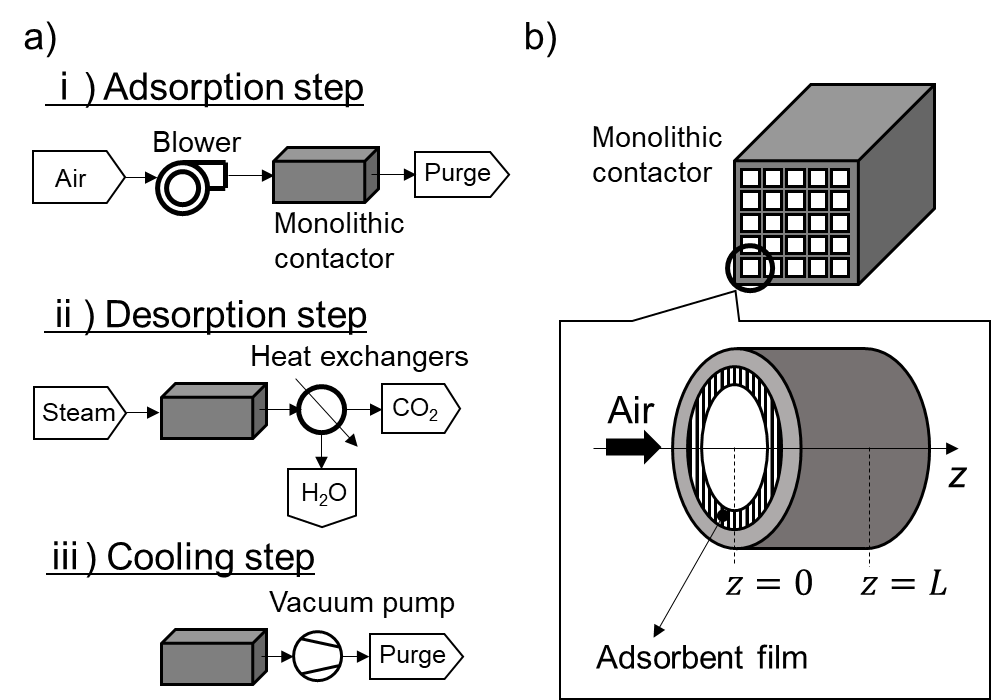 a)
i ) Adsorption step
Blower
Air
Purge
Monolithic
contactor
ii ) Desorption step
Heat exchangers
Steam
CO₂
H₂O
iii ) Cooling step
Vacuum pump
Purge
b)
Monolithic
contactor
Air
z
z = 0
z = L
Adsorbent film